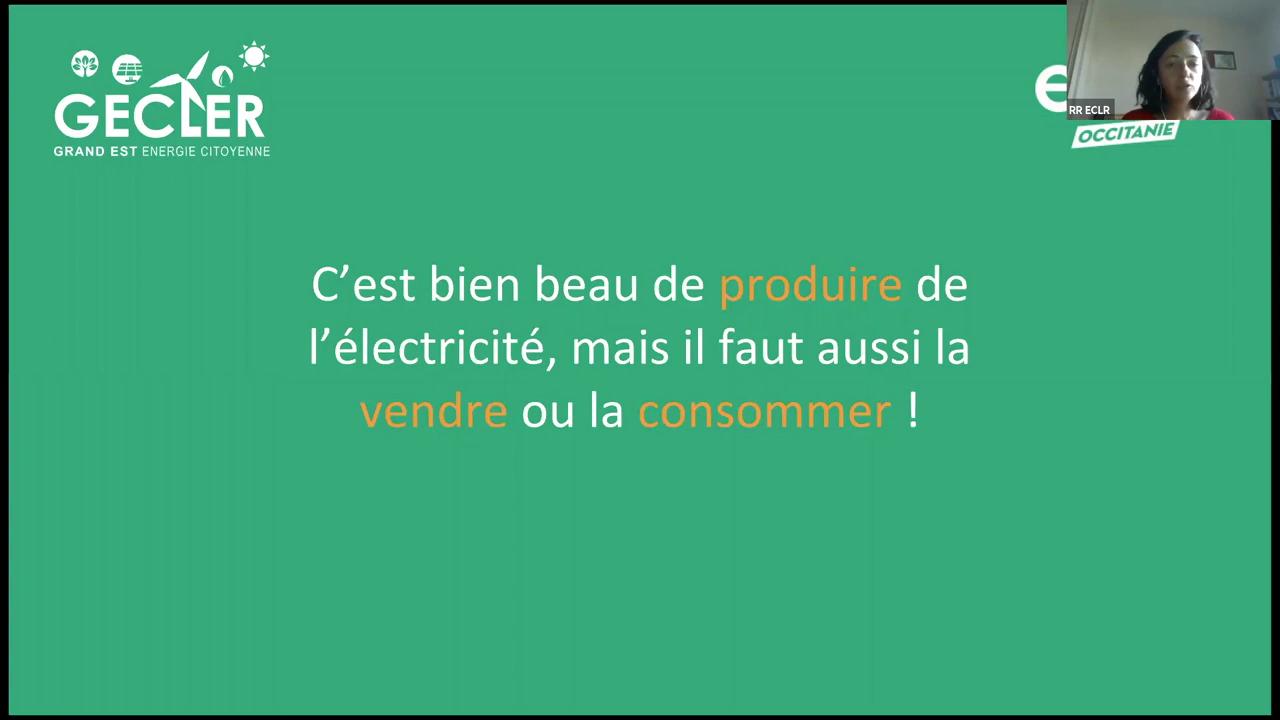 GECLER
GRAND EST ENERGIE CITOYENNE
RR ECLR
OCCITANIE
C’est bien beau de produire de
l’électricité, mais il faut aussi la
vendre ou la consommer !